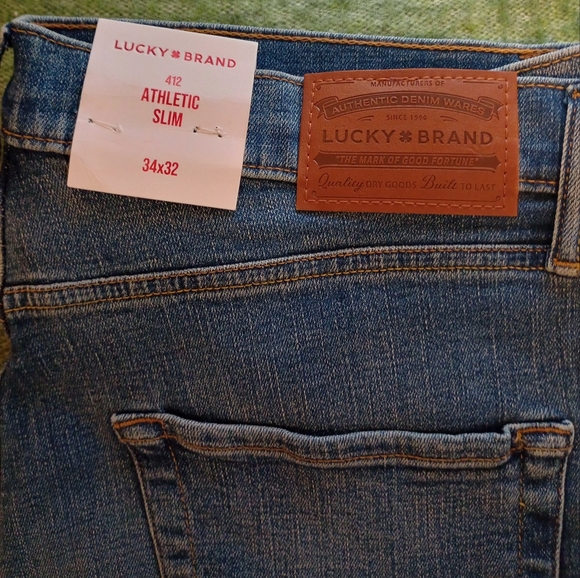 LUCKY BRAND
412
ATHLETIC
SLIM
34x32
MANUFACTURERS OF
AUTHENTIC DENIM WARES
SINCE 1990
LUCKY BRAND
"THE MARK OF GOOD FORTUNE"
Quality DRY GOODS Built TO LAST